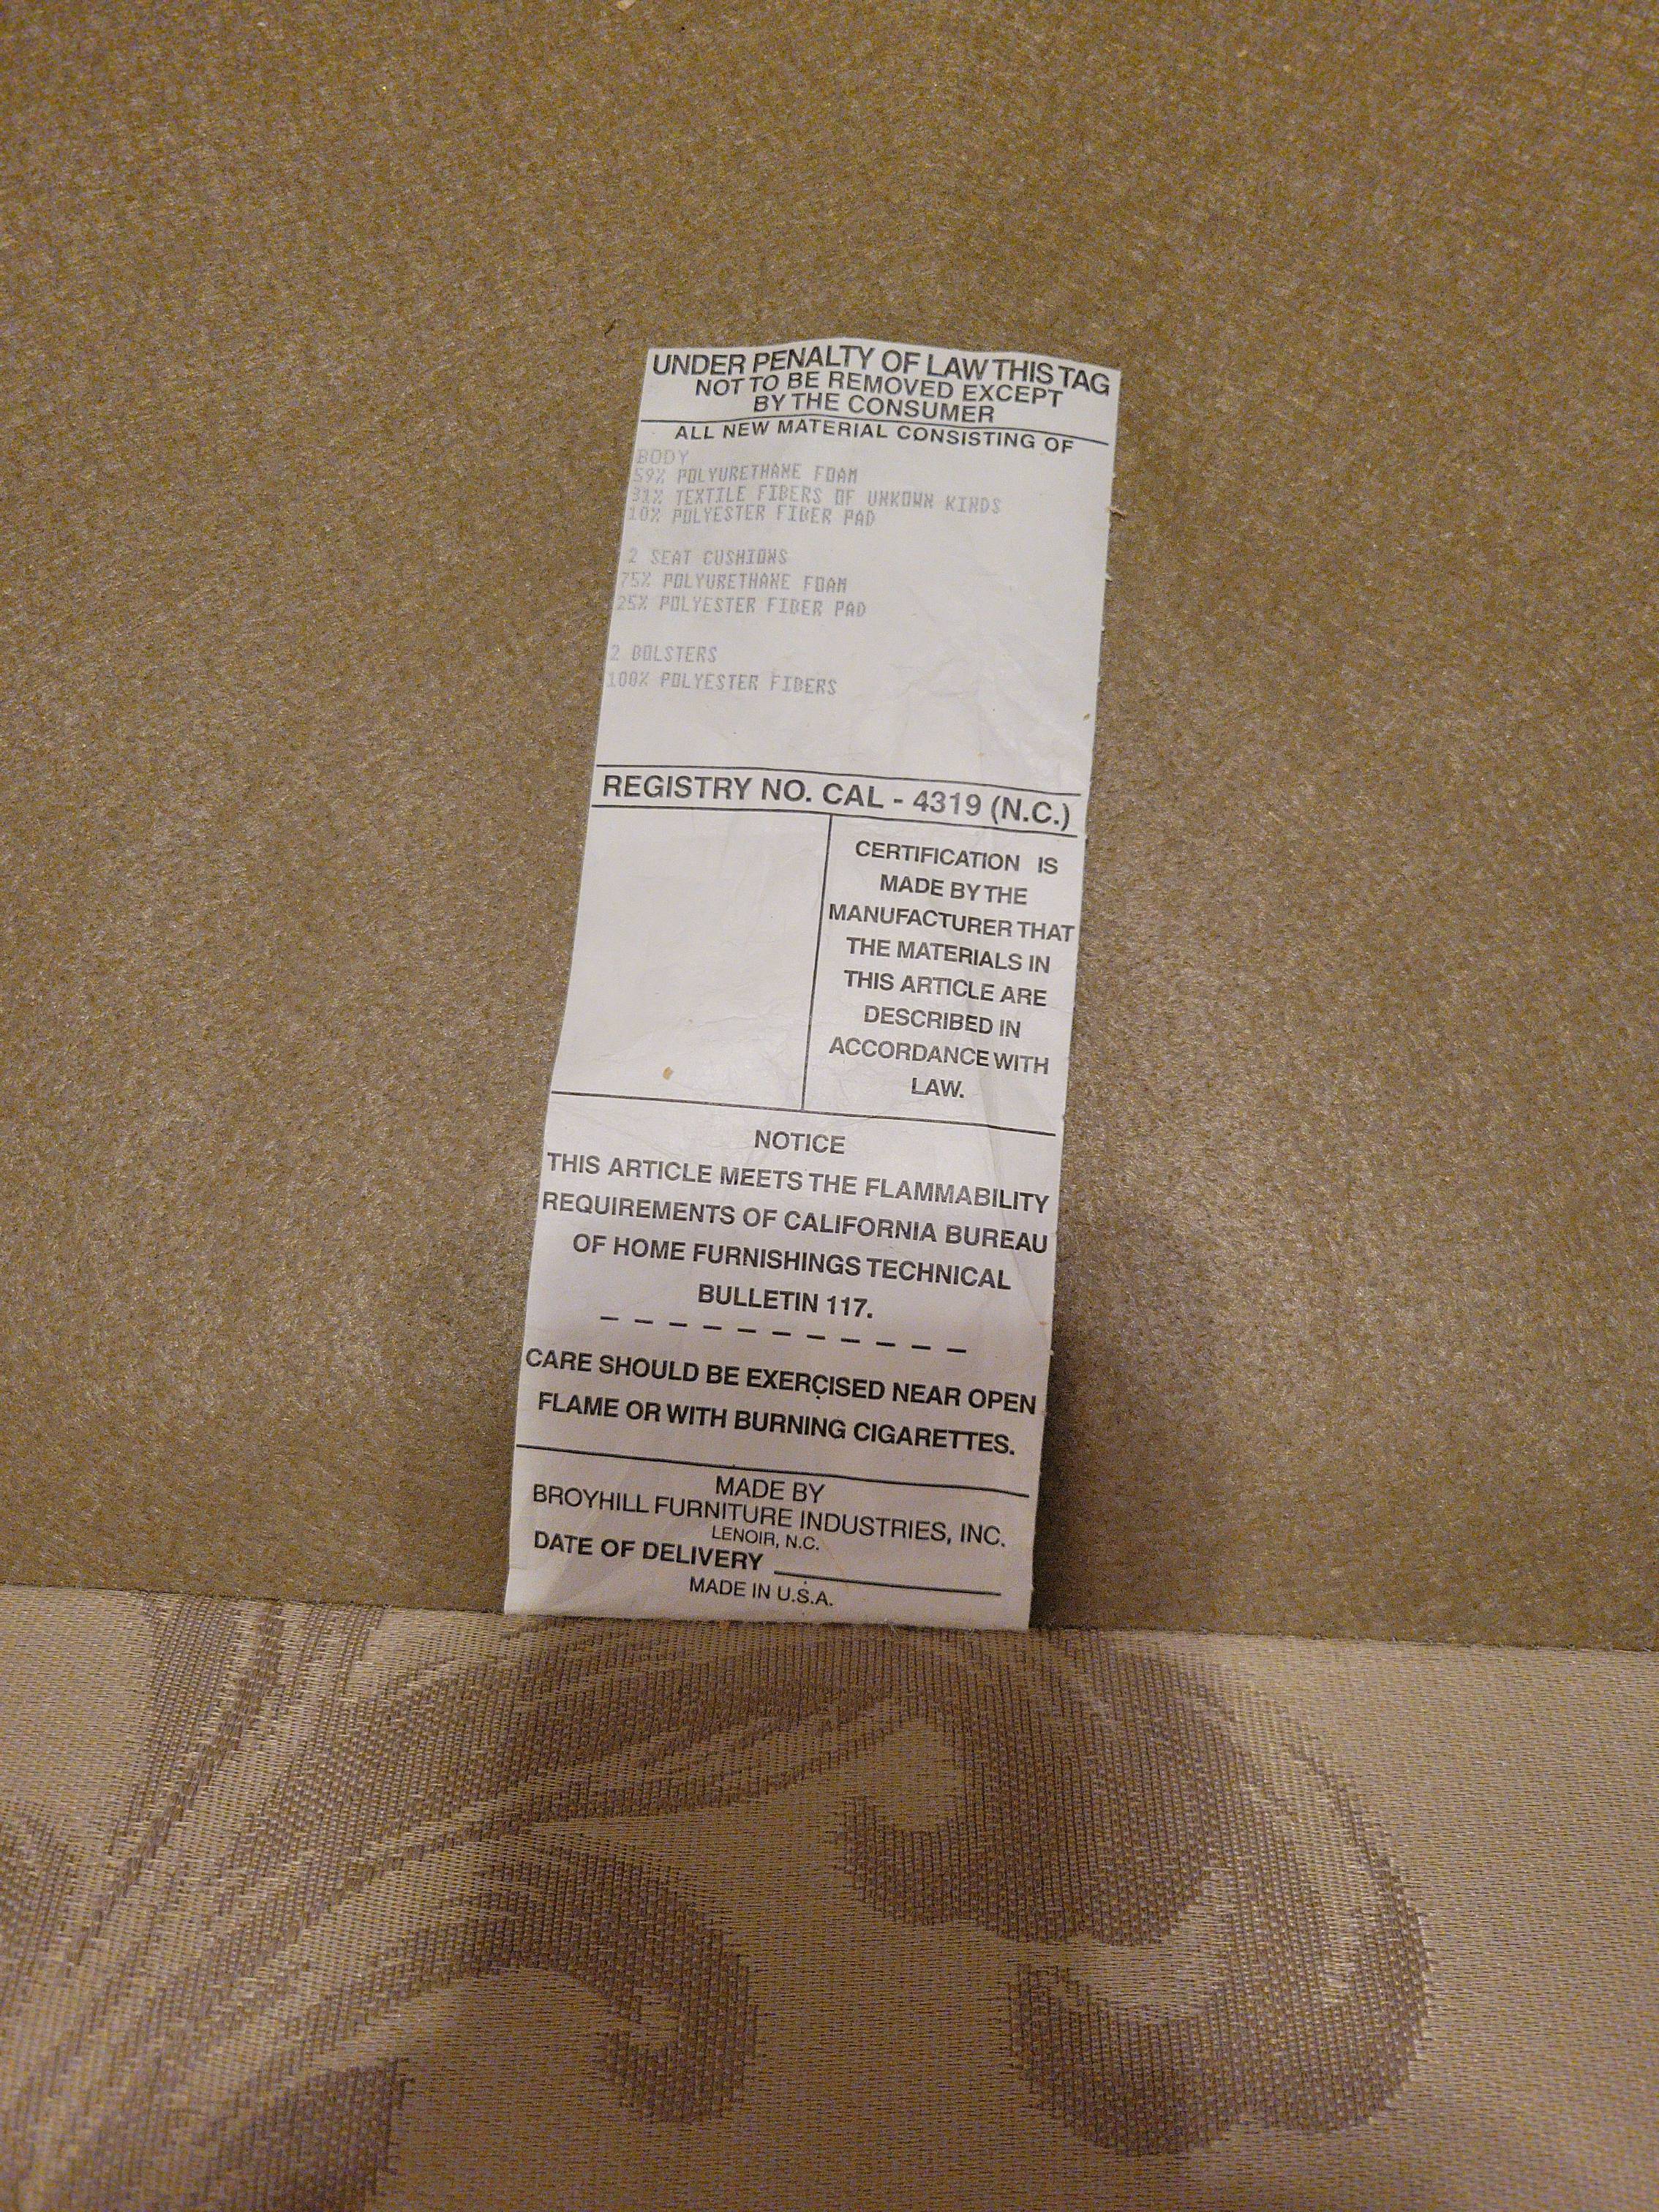 UNDER PENALTY OF LAW THIS TAG
NOT TO BE REMOVED EXCEPT
BY THE CONSUMER
ALL NEW MATERIAL CONSISTING OF
BODY
59% POLYURETHANE FOAM
31% TEXTILE FIBERS OF UNKOWN KINDS
10% POLYESTER FIBER PAD
2 SEAT CUSHIONS
75% POLYURETHANE FOAM
25% POLYESTER FIBER PAD
2 BOLSTERS
100% POLYESTER FIBERS
REGISTRY NO. CAL - 4319 (N.C.)
CERTIFICATION IS
MADE BY THE
MANUFACTURER THAT
THE MATERIALS IN
THIS ARTICLE ARE
DESCRIBED IN
ACCORDANCE WITH
LAW.
NOTICE
THIS ARTICLE MEETS THE FLAMMABILITY
REQUIREMENTS OF CALIFORNIA BUREAU
OF HOME FURNISHINGS TECHNICAL
BULLETIN 117.
CARE SHOULD BE EXERCISED NEAR OPEN
FLAME OR WITH BURNING CIGARETTES.
MADE BY
BROYHILL FURNITURE INDUSTRIES, INC.
LENOIR, N.C.
DATE OF DELIVERY
MADE IN U.S.A.